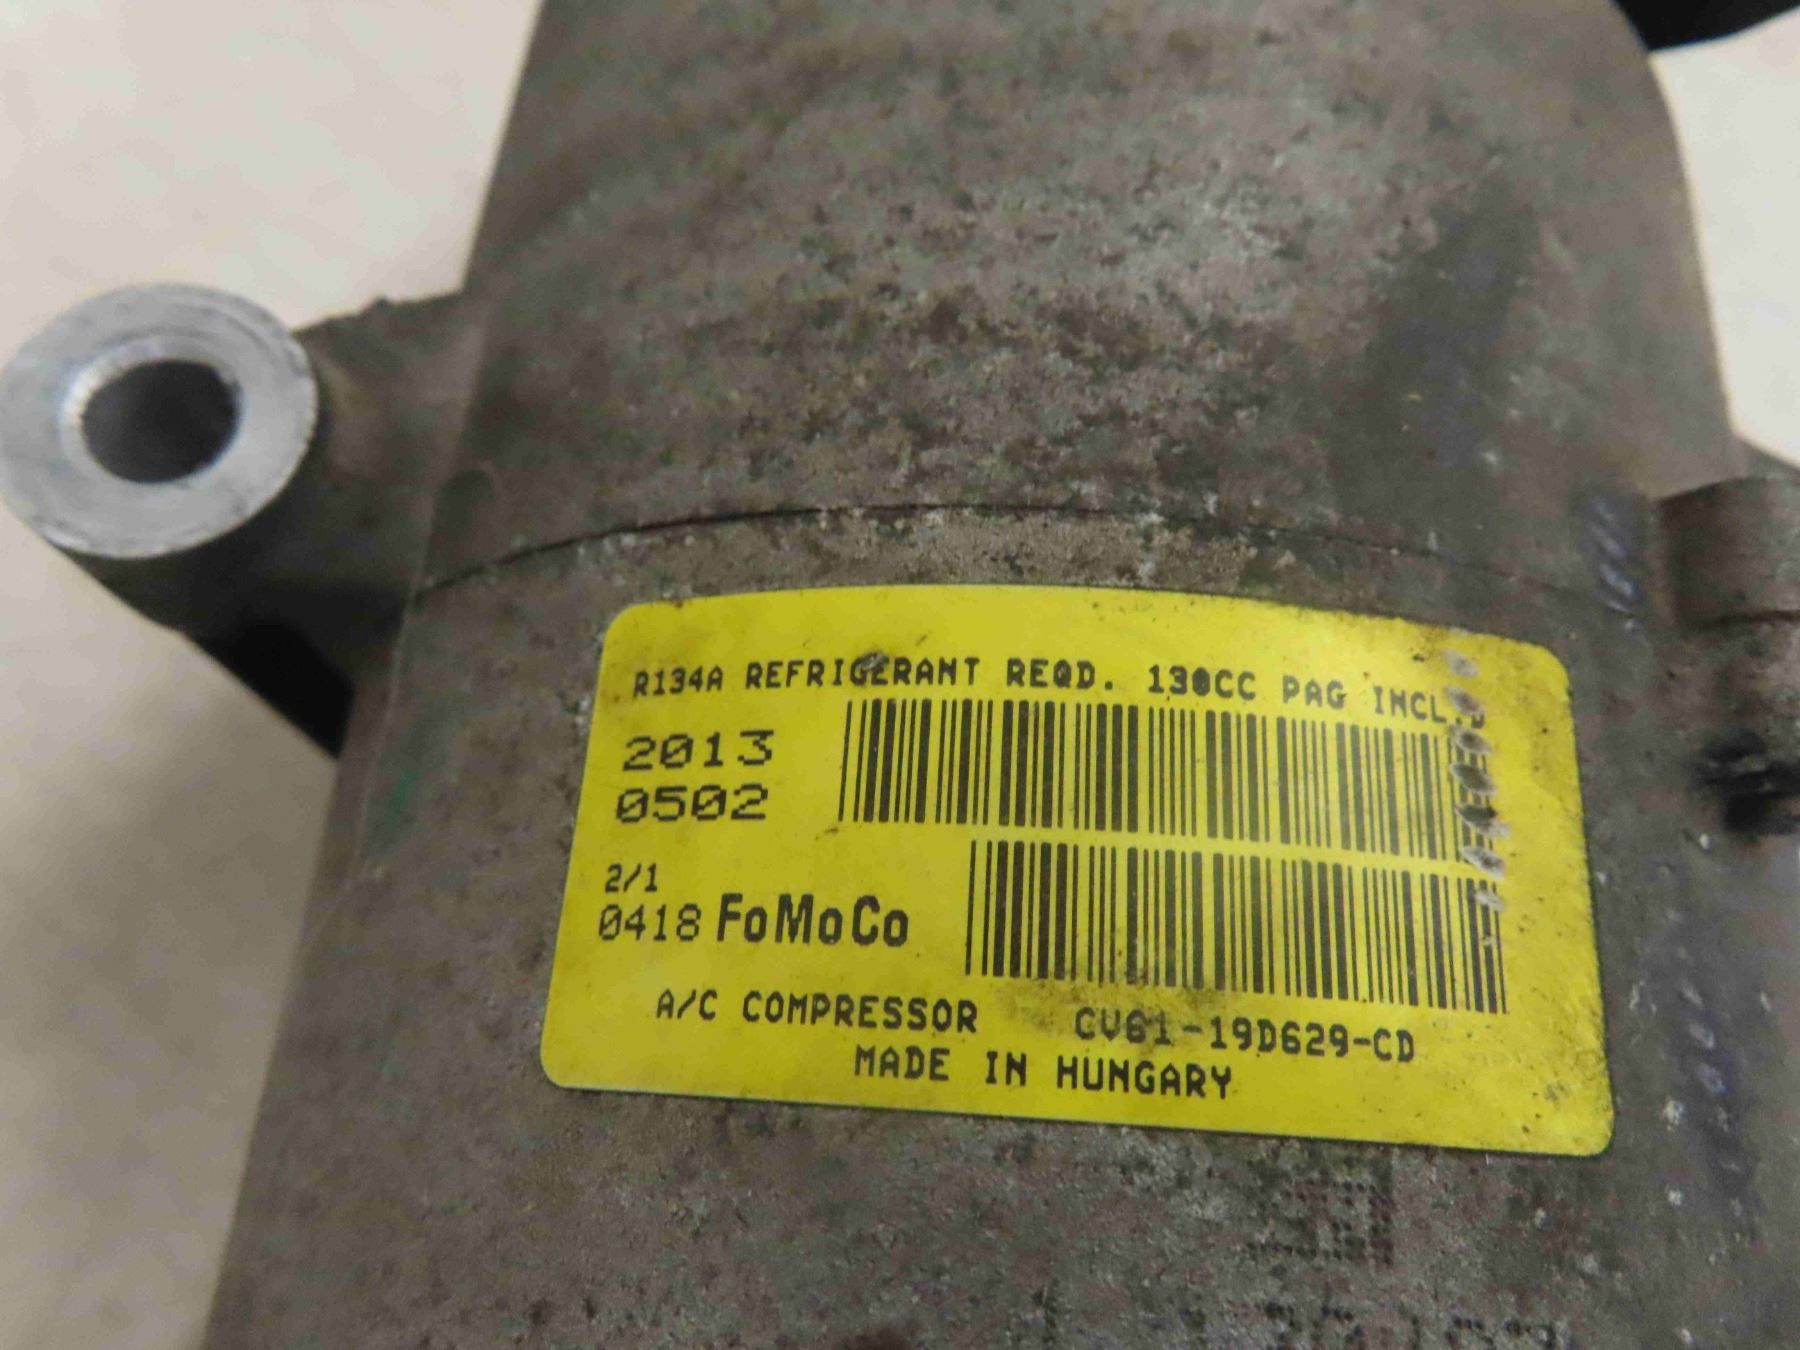 R134A REFRIGERANT REQD. 130CC PAG INCL.
2013
0502
2/1
0418 FoMoCo
A/C COMPRESSOR CV61-19D629-CD
MADE IN HUNGARY